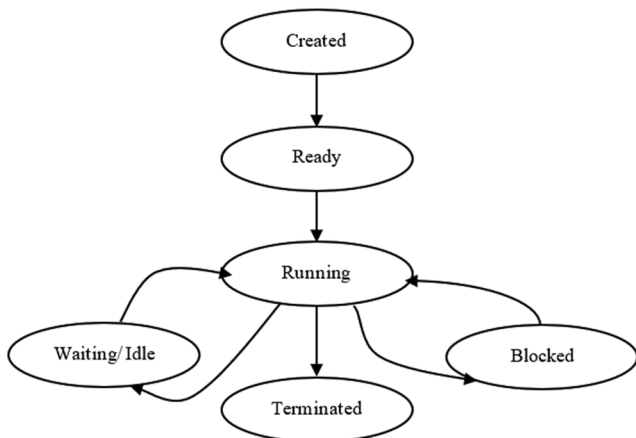 Created
Ready
Running
Waiting/ Idle
Blocked
Terminated